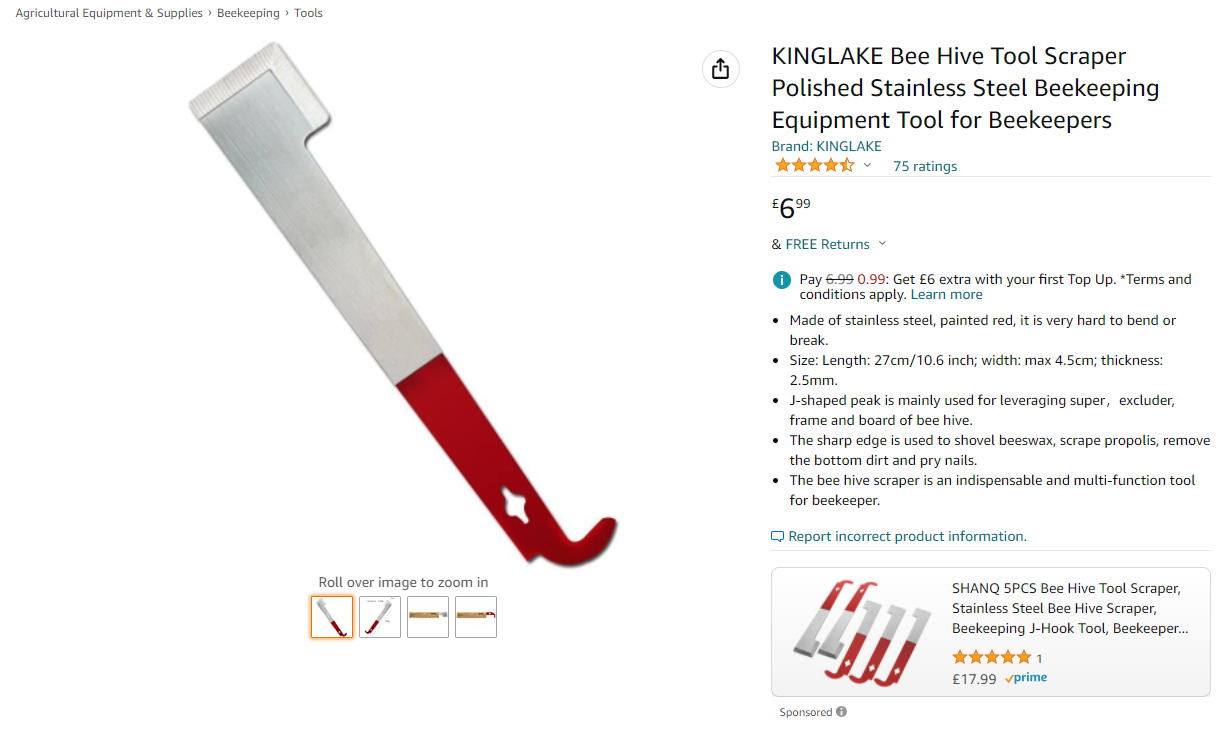 Agricultural Equipment & Supplies › Beekeeping › Tools
KINGLAKE Bee Hive Tool Scraper
Polished Stainless Steel Beekeeping
Equipment Tool for Beekeepers
Brand: KINGLAKE
75 ratings
£6.99
& FREE Returns
Pay 6.99 0.99: Get £6 extra with your first Top Up. *Terms and
conditions apply. Learn more
• Made of stainless steel, painted red, it is very hard to bend or
break.
• Size: Length: 27cm/10.6 inch; width: max 4.5cm; thickness:
2.5mm.
• J-shaped peak is mainly used for leveraging super，excluder,
frame and board of bee hive.
• The sharp edge is used to shovel beeswax, scrape propolis, remove
the bottom dirt and pry nails.
• The bee hive scraper is an indispensable and multi-function tool
for beekeeper.
Report incorrect product information.
Roll over image to zoom in
SHANQ 5PCS Bee Hive Tool Scraper,
Stainless Steel Bee Hive Scraper,
Beekeeping J-Hook Tool, Beekeeper...
1
£17.99 prime
Sponsored